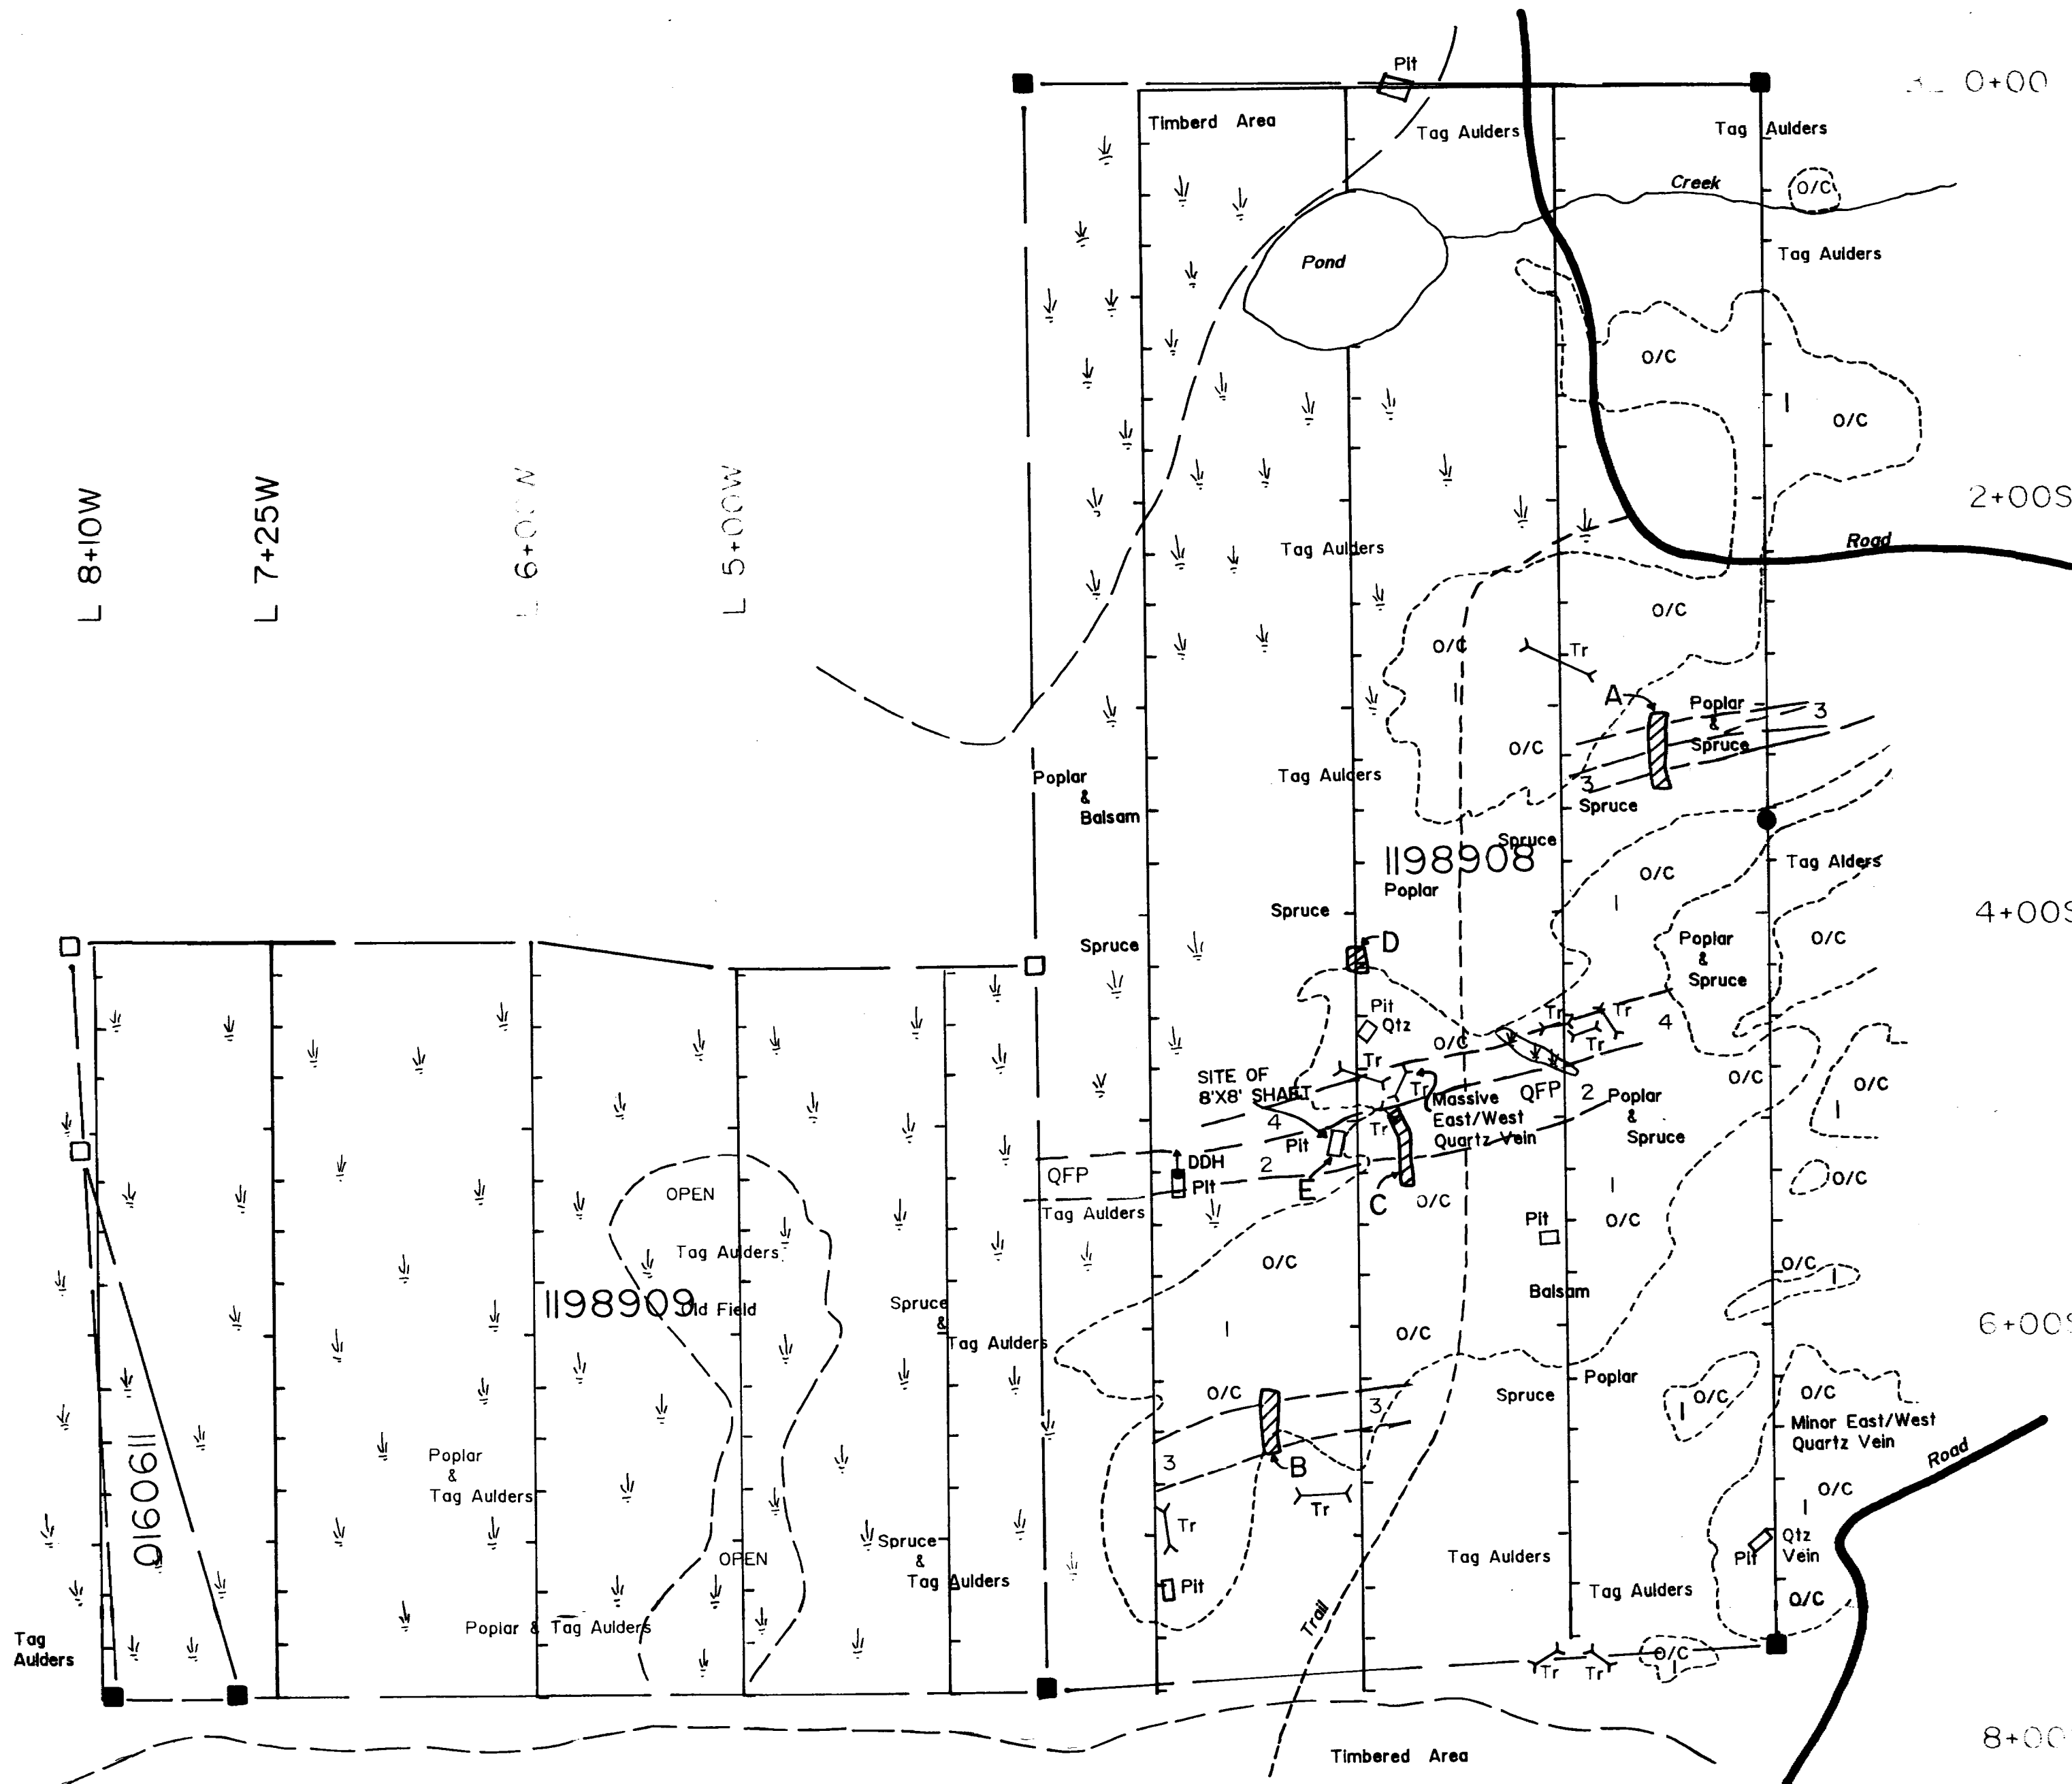 Pit
0+00
Timberd Area
Tag Aulders
Tag Aulders
Creek
O/C
Tag Aulders
Pond
O/C
I
O/C
L 8+10W
L 7+25W
L 6+00W
L 5+00W
2+00S
Road
Tag Aulders
O/C
O/C
Tr
I
A
Poplar
&
Spruce
3
O/C
3
Spruce
Poplar
&
Balsam
Tag Aulders
Spruce
1198908
Poplar
O/C
Tag Alders
I
Spruce
4+00S
Spruce
D
Poplar
&
Spruce
O/C
Pit
Qtz
Tr
Tr
4
O/C
Tr
Tr
SITE OF
8'X8' SHAFT
Tr
Massive
East/West
Quartz Vein
QFP
2
Poplar
&
Spruce
O/C
O/C
I
4
Tr
Pit
DDH
Pit
QFP
2
E
C
O/C
I
O/C
O/C
OPEN
Tag Aulders
Pit
Tag Aulders
O/C
O/C
I
Balsam
1198909
Old Field
Spruce
&
Tag Aulders
I
O/C
6+00S
O/C
3
Spruce
Poplar
O/C
I
O/C
Minor East/West
Quartz Vein
Road
1190910
Poplar
&
Tag Aulders
3
B
Tr
Tr
O/C
I
Spruce
&
Tag Aulders
OPEN
Tag Aulders
Pit
Qtz
Vein
Pit
Tag Aulders
O/C
Poplar & Tag Aulders
Trail
Tag
Aulders
Tr
Tr
O/C
I
8+00
Timbered Area